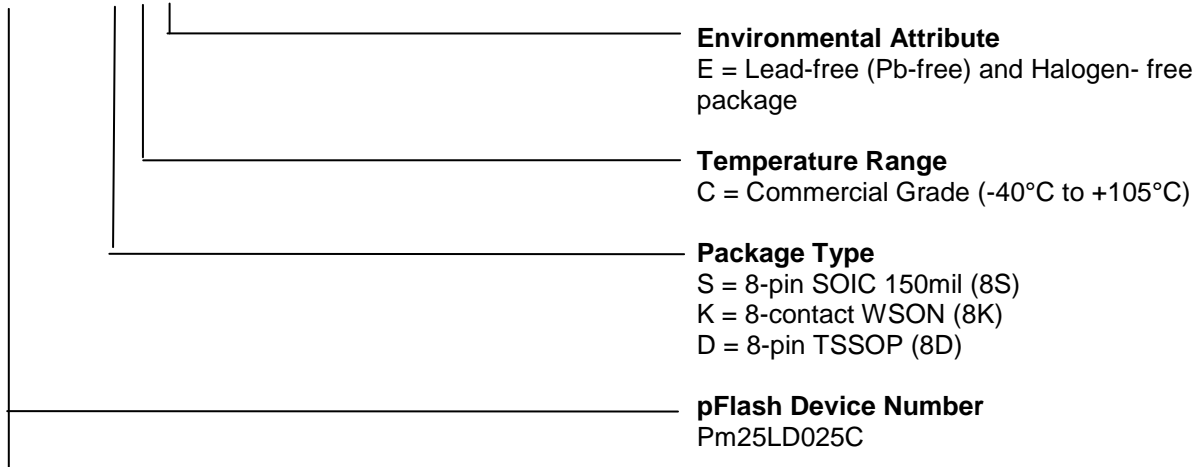 Environmental Attribute
E = Lead-free (Pb-free) and Halogen- free
package
Temperature Range
C = Commercial Grade (-40°C to +105°C)
Package Type
S = 8-pin SOIC 150mil (8S)
K = 8-contact WSON (8K)
D = 8-pin TSSOP (8D)
pFlash Device Number
Pm25LD025C